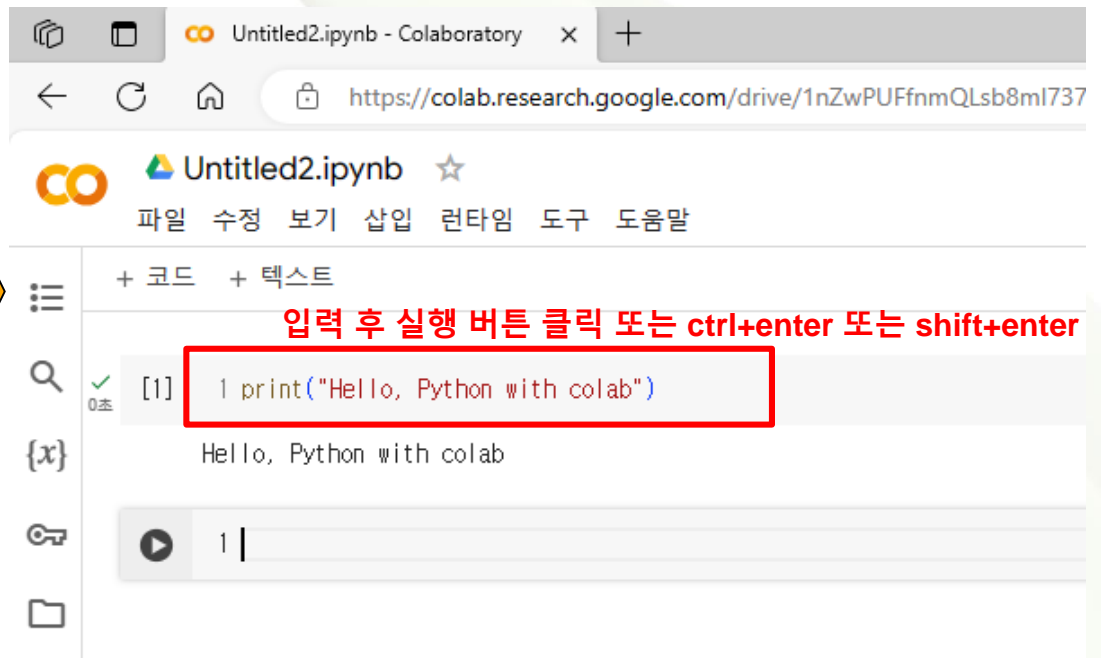 Untitled2.ipynb - Colaboratory
https://colab.research.google.com/drive/1nZwPUFfnmQLsb8ml737
CO Untitled2.ipynb
파일 수정 보기 삽입 런타임 도구 도움말
+ 코드 + 텍스트
입력 후 실행 버튼 클릭 또는 ctrl+enter 또는 shift+enter
[1] 1 print("Hello, Python with colab")
0초
{x} Hello, Python with colab
1